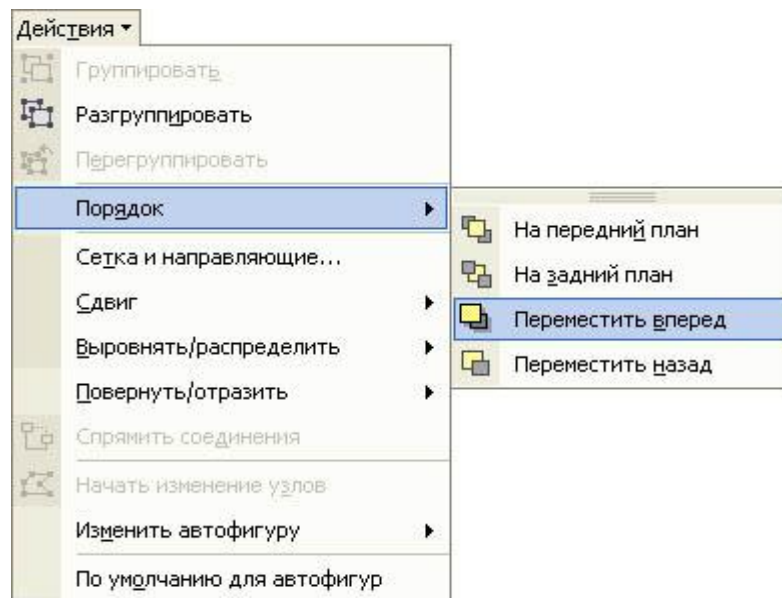 Действия
Группировать
Разгруппировать
Перегруппировать
Порядок
На передний план
На задний план
Переместить вперед
Переместить назад
Сетка и направляющие...
Сдвиг
Выровнять/распределить
Повернуть/отразить
Спрямить соединения
Начать изменение узлов
Изменить автофигуру
По умолчанию для автофигур